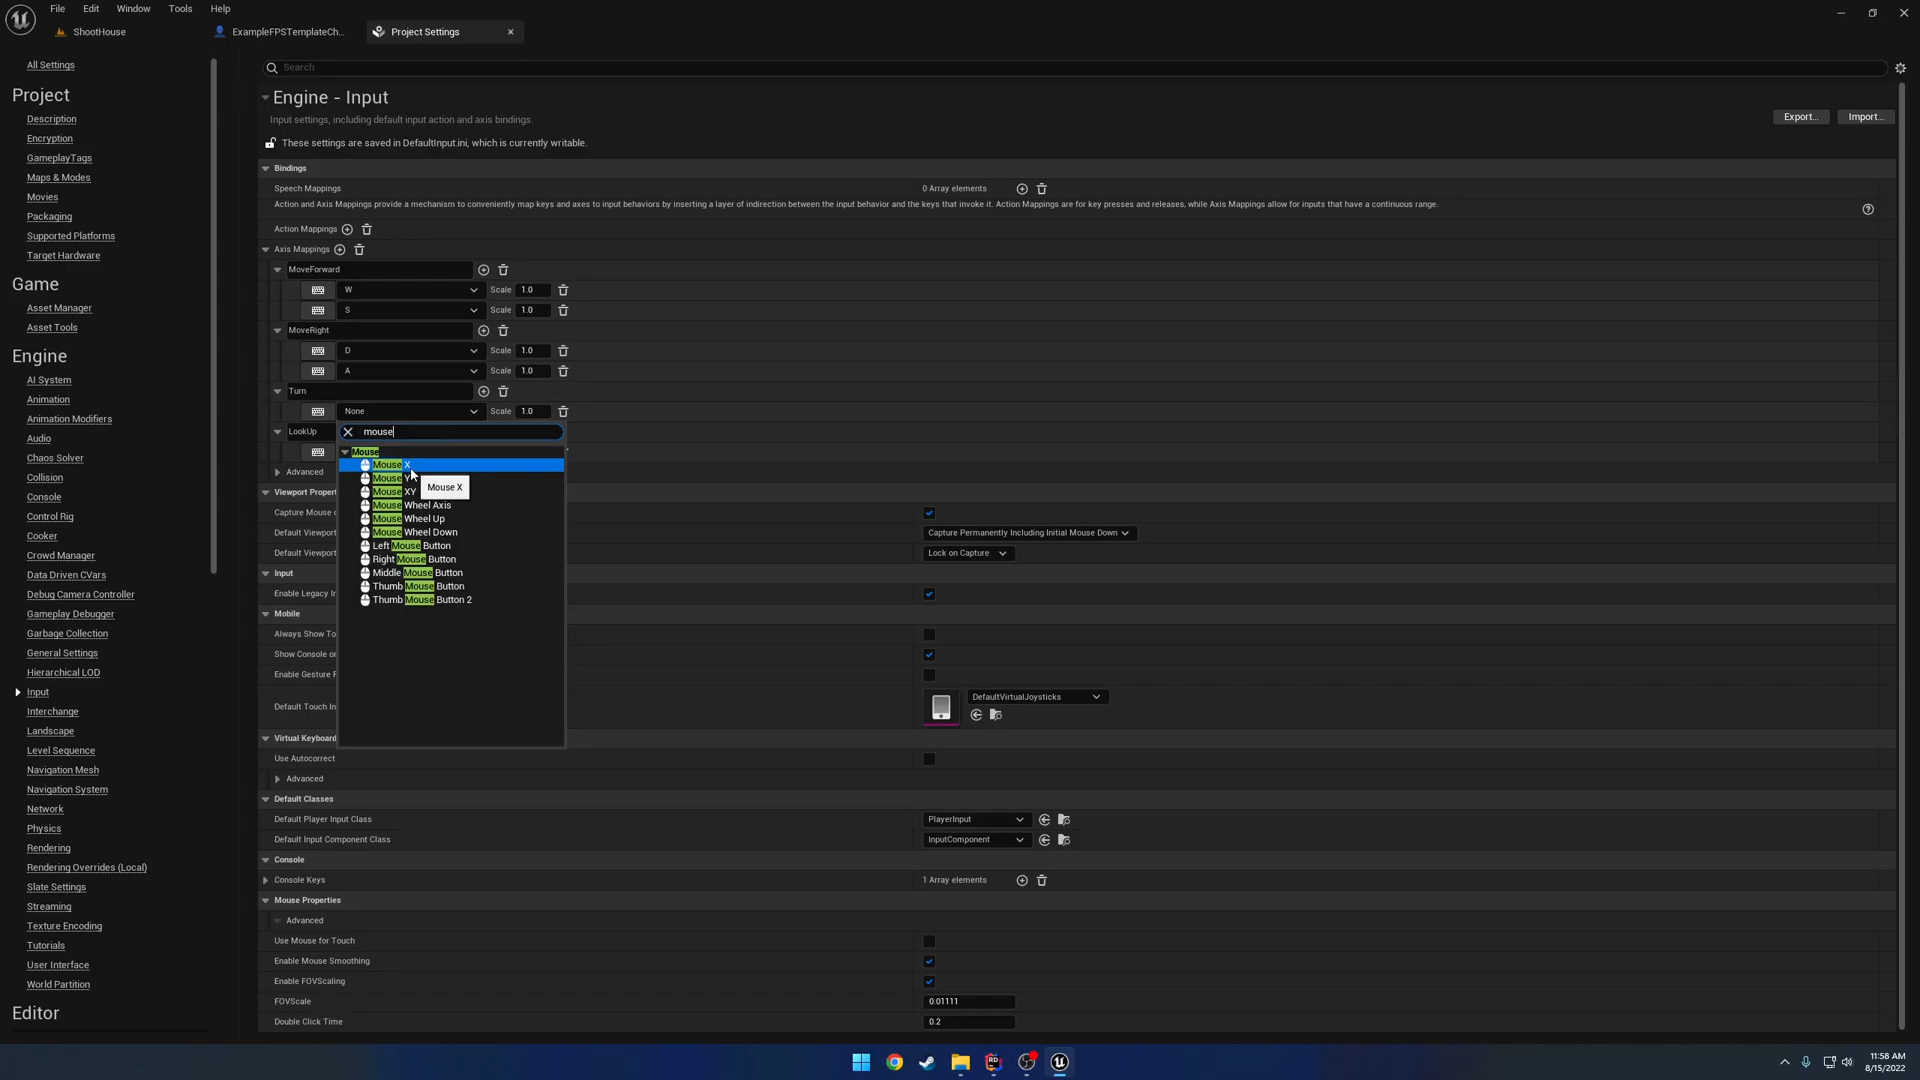 File Edit Window Tools Help
ShootHouse ExampleFPSTemplateCh... Project Settings
All Settings
Project
Description
Encryption
GameplayTags
Maps & Modes
Movies
Packaging
Supported Platforms
Target Hardware
Game
Asset Manager
Asset Tools
Engine
AI System
Animation
Animation Modifiers
Audio
Chaos Solver
Collision
Console
Control Rig
Cooker
Crowd Manager
Data Driven CVars
Debug Camera Controller
Gameplay Debugger
Garbage Collection
General Settings
Hierarchical LOD
Input
Interchange
Landscape
Level Sequence
Navigation Mesh
Navigation System
Network
Physics
Rendering
Rendering Overrides (Local)
Slate Settings
Streaming
Texture Encoding
Tutorials
User Interface
World Partition
Editor
Search
Engine - Input
Input settings, including default input action and axis bindings.
Export... Import...
These settings are saved in DefaultInput.ini, which is currently writable.
Bindings
Speech Mappings 0 Array elements
Action and Axis Mappings provide a mechanism to conveniently map keys and axes to input behaviors by inserting a layer of indirection between the input behavior and the keys that invoke it. Action Mappings are for key presses and releases, while Axis Mappings allow for inputs that have a continuous range.
Action Mappings
Axis Mappings
MoveForward
W Scale 1.0
S Scale 1.0
MoveRight
D Scale 1.0
A Scale 1.0
Turn
None Scale 1.0
LookUp
mouse
Mouse
Mouse X
Mouse Y
Mouse XY
Mouse X
Mouse Wheel Axis
Mouse Wheel Up
Mouse Wheel Down
Left Mouse Button
Right Mouse Button
Middle Mouse Button
Thumb Mouse Button
Thumb Mouse Button 2
Advanced
Viewport Propert
Capture Mouse o
Default Viewport Capture Permanently Including Initial Mouse Down
Default Viewport Lock on Capture
Input
Enable Legacy In
Mobile
Always Show To
Show Console on
Enable Gesture R
Default Touch In DefaultVirtualJoysticks
Virtual Keyboard
Use Autocorrect
Advanced
Default Classes
Default Player Input Class PlayerInput
Default Input Component Class InputComponent
Console
Console Keys 1 Array elements
Mouse Properties
Advanced
Use Mouse for Touch
Enable Mouse Smoothing
Enable FOVScaling
FOVScale 0.01111
Double Click Time 0.2
11:58 AM
8/15/2022